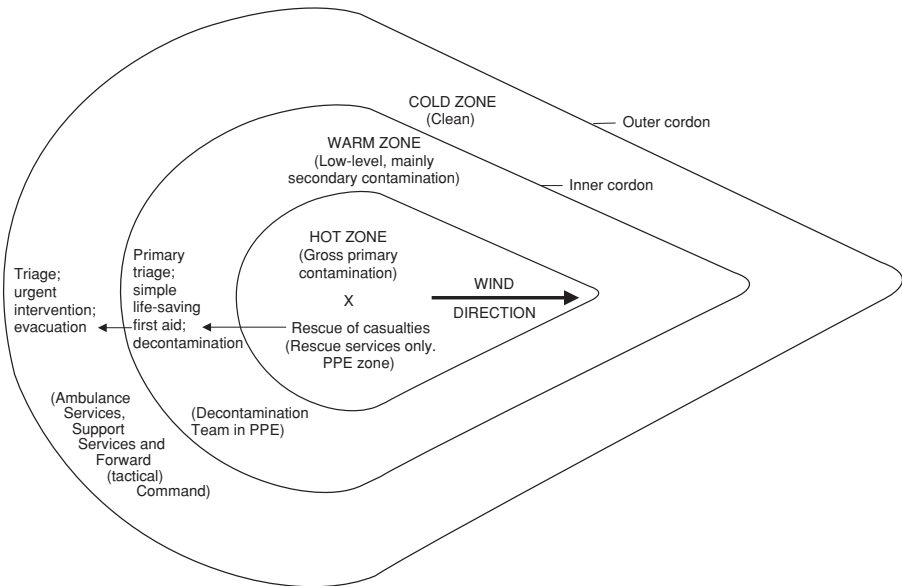 COLD ZONE
(Clean)
Outer cordon
WARM ZONE
(Low-level, mainly
secondary contamination)
Inner cordon
HOT ZONE
(Gross primary
contamination)
X
WIND
DIRECTION
Rescue of casualties
(Rescue services only.
PPE zone)
Primary
triage;
simple
life-saving
first aid;
decontamination
Triage;
urgent
intervention;
evacuation
(Decontamination
Team in PPE)
(Ambulance
Services,
Support
Services and
Forward
(tactical)
Command)